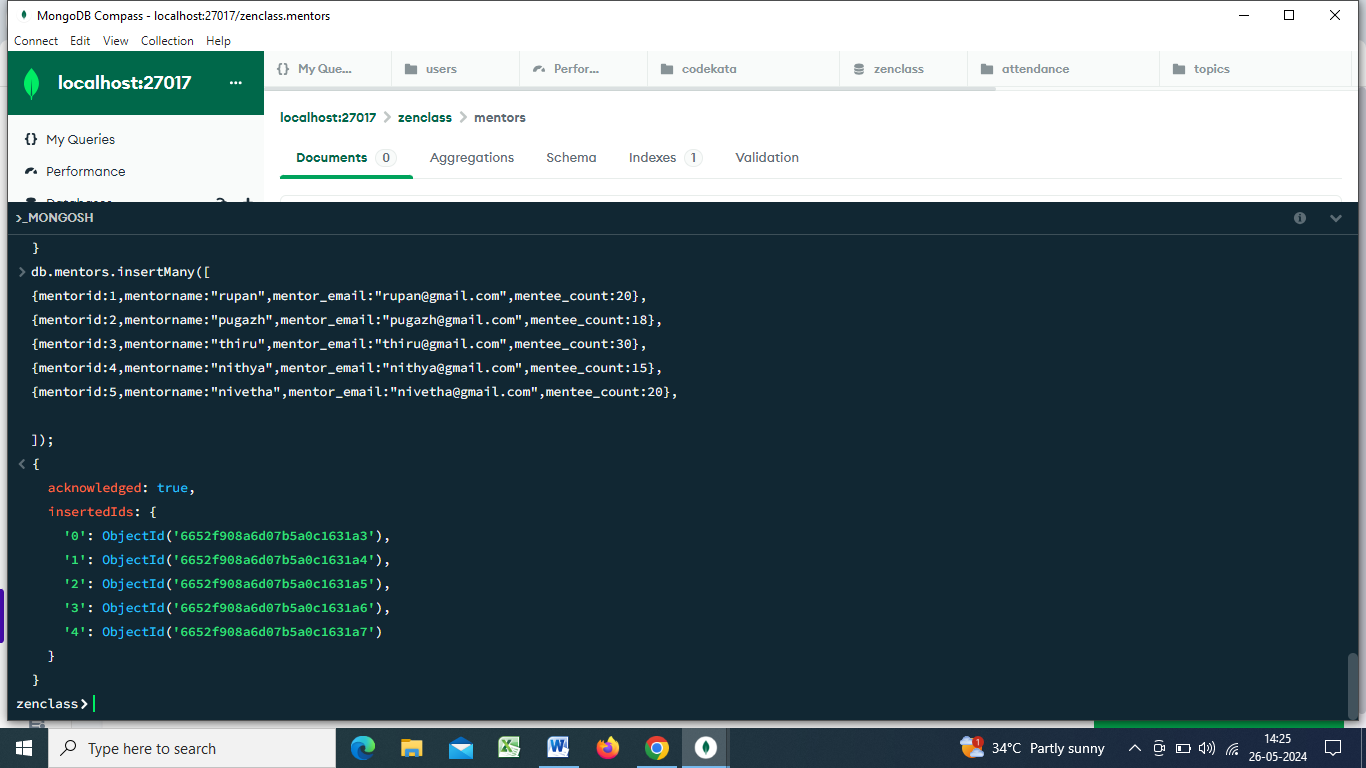 MongoDB Compass - localhost:27017/zenclass.mentors
Connect Edit View Collection Help
localhost:27017 ...
{} My Que... users Perfor... codekata zenclass attendance topics
localhost:27017 > zenclass > mentors
{} My Queries
Documents 0 Aggregations Schema Indexes 1 Validation
Performance
Databases
>_MONGOSH
}
> db.mentors.insertMany([
{mentorid:1,mentorname:"rupan",mentor_email:"rupan@gmail.com",mentee_count:20},
{mentorid:2,mentorname:"pugazh",mentor_email:"pugazh@gmail.com",mentee_count:18},
{mentorid:3,mentorname:"thiru",mentor_email:"thiru@gmail.com",mentee_count:30},
{mentorid:4,mentorname:"nithya",mentor_email:"nithya@gmail.com",mentee_count:15},
{mentorid:5,mentorname:"nivetha",mentor_email:"nivetha@gmail.com",mentee_count:20},
]);
< {
acknowledged: true,
insertedIds: {
'0': ObjectId('6652f908a6d07b5a0c1631a3'),
'1': ObjectId('6652f908a6d07b5a0c1631a4'),
'2': ObjectId('6652f908a6d07b5a0c1631a5'),
'3': ObjectId('6652f908a6d07b5a0c1631a6'),
'4': ObjectId('6652f908a6d07b5a0c1631a7')
}
}
zenclass>
Type here to search
34°C Partly sunny
14:25
26-05-2024